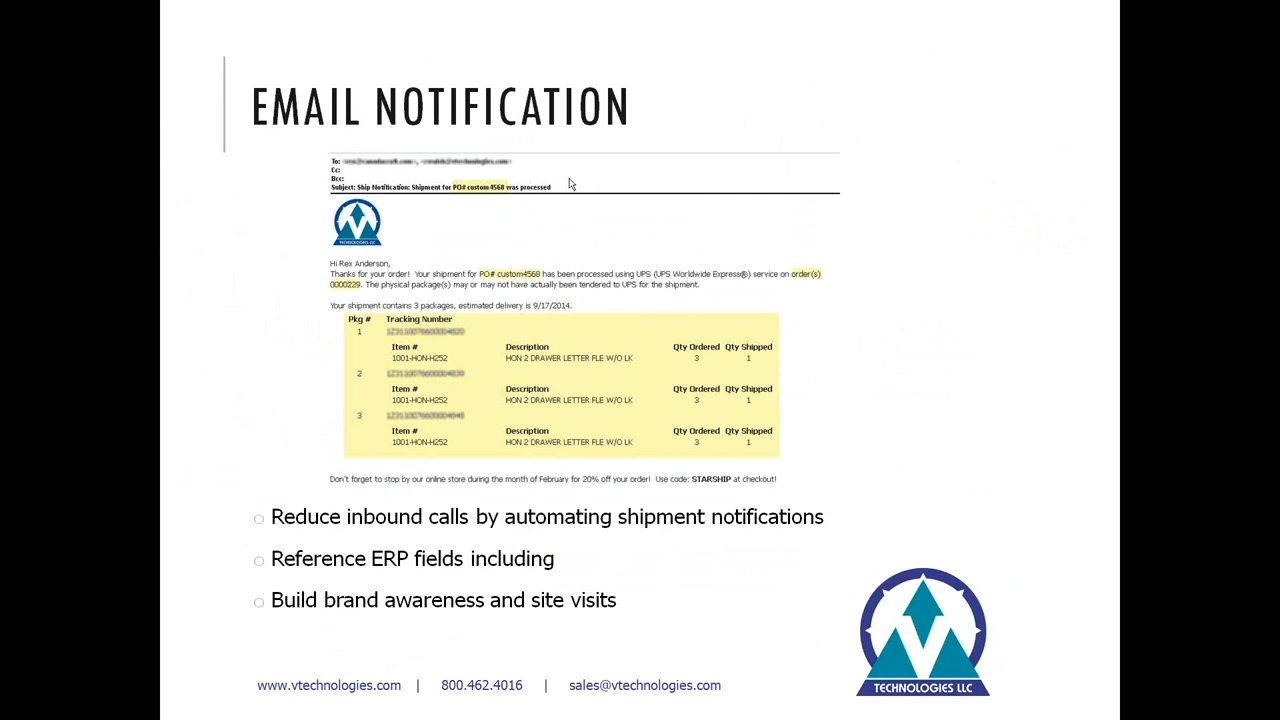 EMAIL NOTIFICATION
To:
Cc:
Bcc:
Subject: Ship Notification: Shipment for PO# custom4568 was processed
TECHNOLOGIES LLC
Hi Rex Anderson,
Thanks for your order! Your shipment for PO# custom4568 has been processed using UPS (UPS Worldwide Express®) service on order(s)
0000229. The physical package(s) may or may not have actually been tendered to UPS for the shipment.
Your shipment contains 3 packages, estimated delivery is 9/17/2014.
Pkg # Tracking Number
1
Item # Description Qty Ordered Qty Shipped
1001-HON-H252 HON 2 DRAWER LETTER FLE W/O LK 3 1
2
Item # Description Qty Ordered Qty Shipped
1001-HON-H252 HON 2 DRAWER LETTER FLE W/O LK 3 1
3
Item # Description Qty Ordered Qty Shipped
1001-HON-H252 HON 2 DRAWER LETTER FLE W/O LK 3 1
Don't forget to stop by our online store during the month of February for 20% off your order! Use code: STARSHIP at checkout!
Reduce inbound calls by automating shipment notifications
Reference ERP fields including
Build brand awareness and site visits
www.vtechnologies.com | 800.462.4016 | sales@vtechnologies.com
V
TECHNOLOGIES LLC